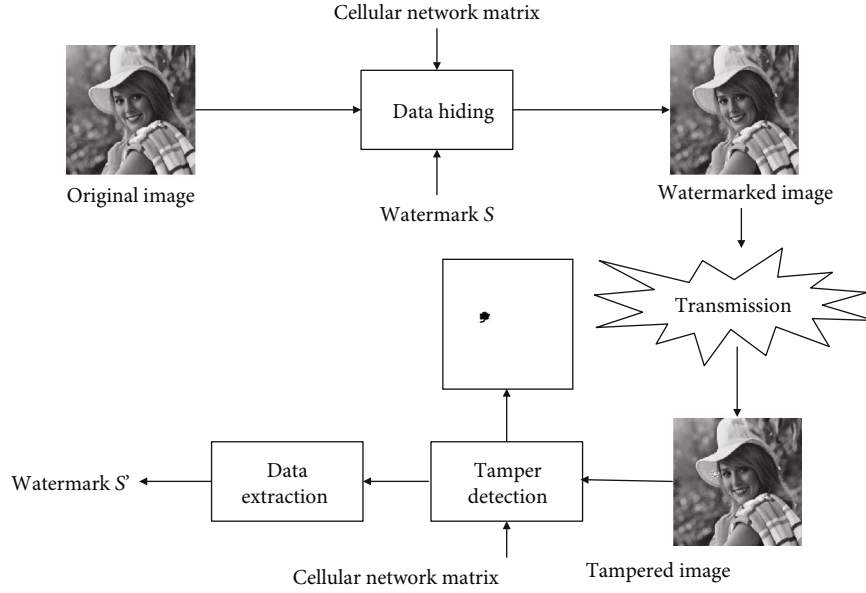 Cellular network matrix
Data hiding
Original image
Watermark S
Watermarked image
Transmission
Data
extraction
Tamper
detection
Watermark S'
Cellular network matrix
Tampered image